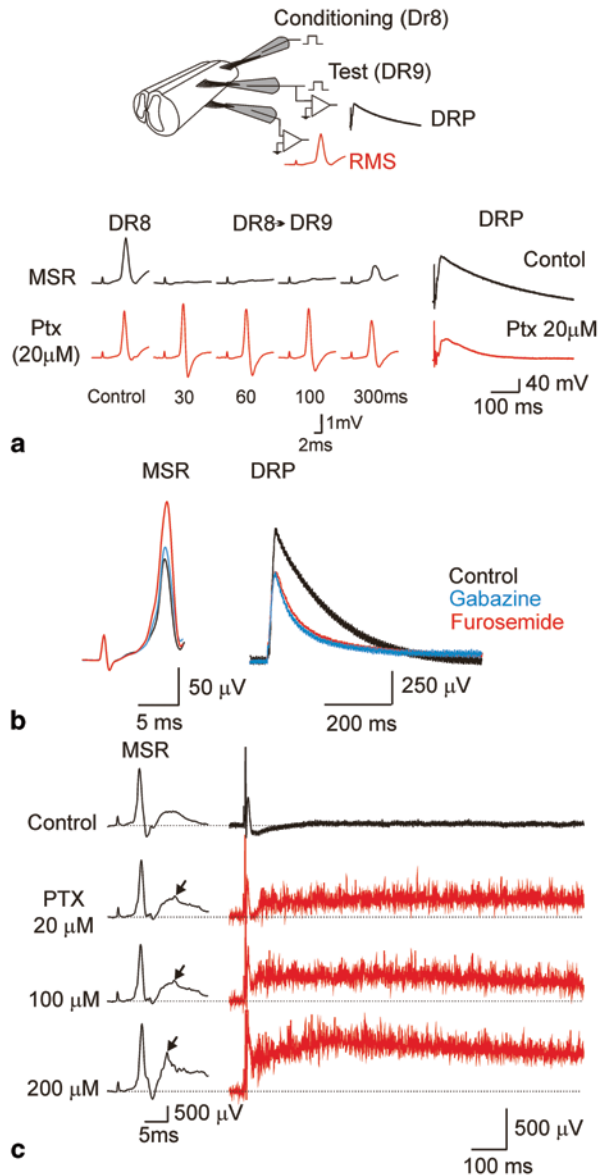 Conditioning (Dr8)
Test (DR9)
DRP
RMS
DR8 DR8 DR9 DRP
MSR
Contol
Ptx
(20μM)
Ptx 20μM
Control 30 60 100 300ms
40 mV
100 ms
1mV
2ms
a
MSR DRP
Control
Gabazine
Furosemide
50 μV
5 ms
250 μV
200 ms
b
MSR
Control
PTX
20 μM
100 μM
200 μM
500 μV
5ms
500 μV
100 ms
c